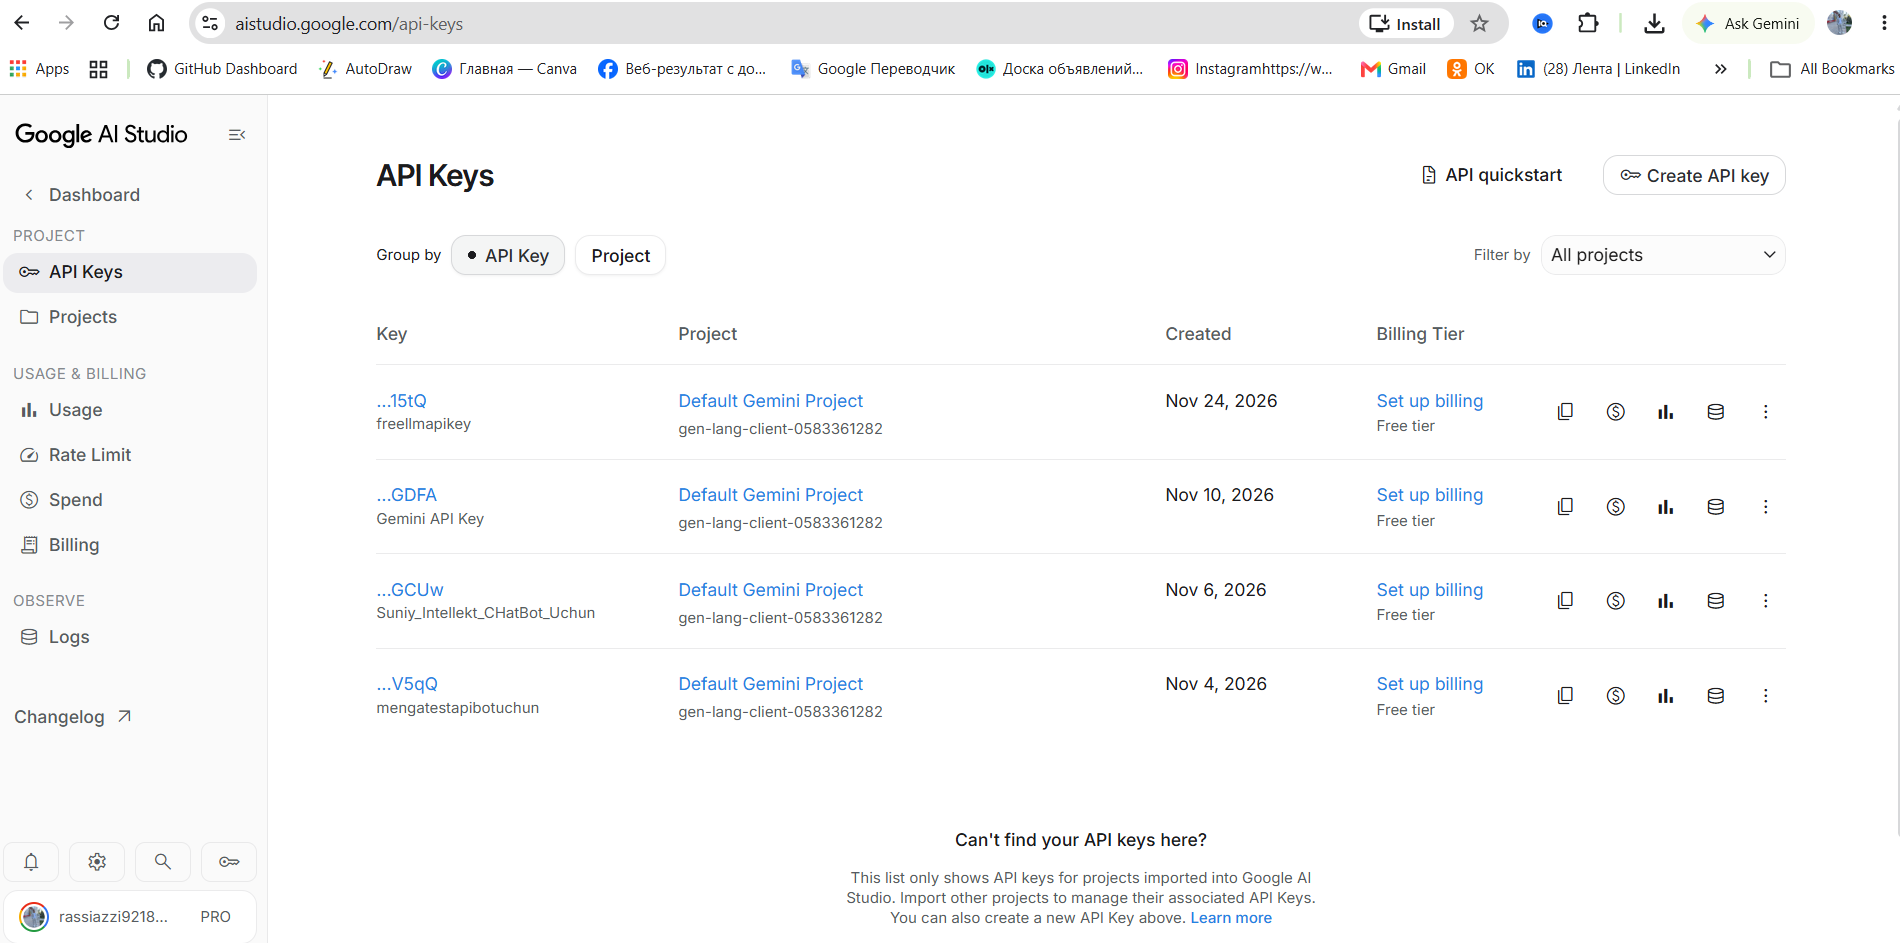 aistudio.google.com/api-keys
Install
Ask Gemini
Apps
GitHub Dashboard
AutoDraw
Главная — Canva
Веб-результат с до...
Google Переводчик
Доска объявлений...
Instagramhttps://w...
Gmail
OK
(28) Лента | LinkedIn
All Bookmarks
Google AI Studio
Dashboard
PROJECT
API Keys
Projects
USAGE & BILLING
Usage
Rate Limit
Spend
Billing
OBSERVE
Logs
Changelog
rassiazzi9218... PRO
API Keys
API quickstart
Create API key
Group by API Key Project
Filter by All projects
Key Project Created Billing Tier
...15tQ Default Gemini Project Nov 24, 2026 Set up billing
freellmapikey gen-lang-client-0583361282 Free tier
...GDFA Default Gemini Project Nov 10, 2026 Set up billing
Gemini API Key gen-lang-client-0583361282 Free tier
...GCUw Default Gemini Project Nov 6, 2026 Set up billing
Suniy_Intellekt_CHatBot_Uchun gen-lang-client-0583361282 Free tier
...V5qQ Default Gemini Project Nov 4, 2026 Set up billing
mengatestapibotuchun gen-lang-client-0583361282 Free tier
Can't find your API keys here?
This list only shows API keys for projects imported into Google AI
Studio. Import other projects to manage their associated API Keys.
You can also create a new API Key above. Learn more